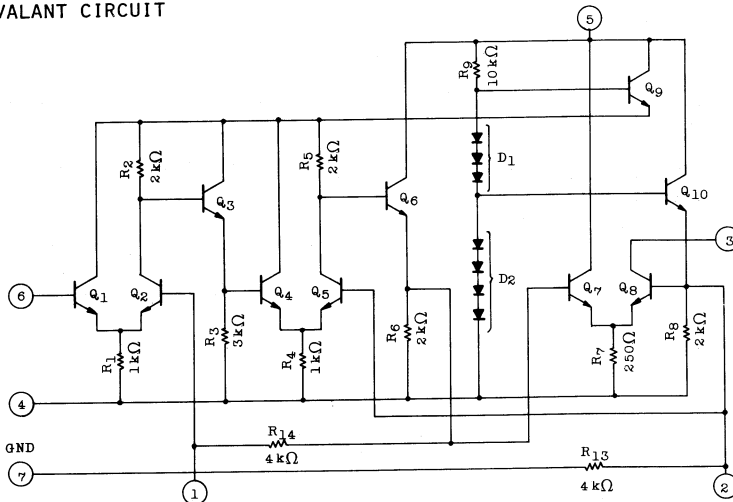 VALANT CIRCUIT
5
R9
10kΩ
Q9
R2
2kΩ
R5
2kΩ
D1
Q3
Q6
Q10
3
D2
6
Q1
Q2
Q4
Q5
Q7
Q8
R1
1kΩ
R3
3kΩ
R4
1kΩ
R6
2kΩ
R7
250Ω
R8
2kΩ
4
R14
4kΩ
GND
7
R13
4kΩ
1
2